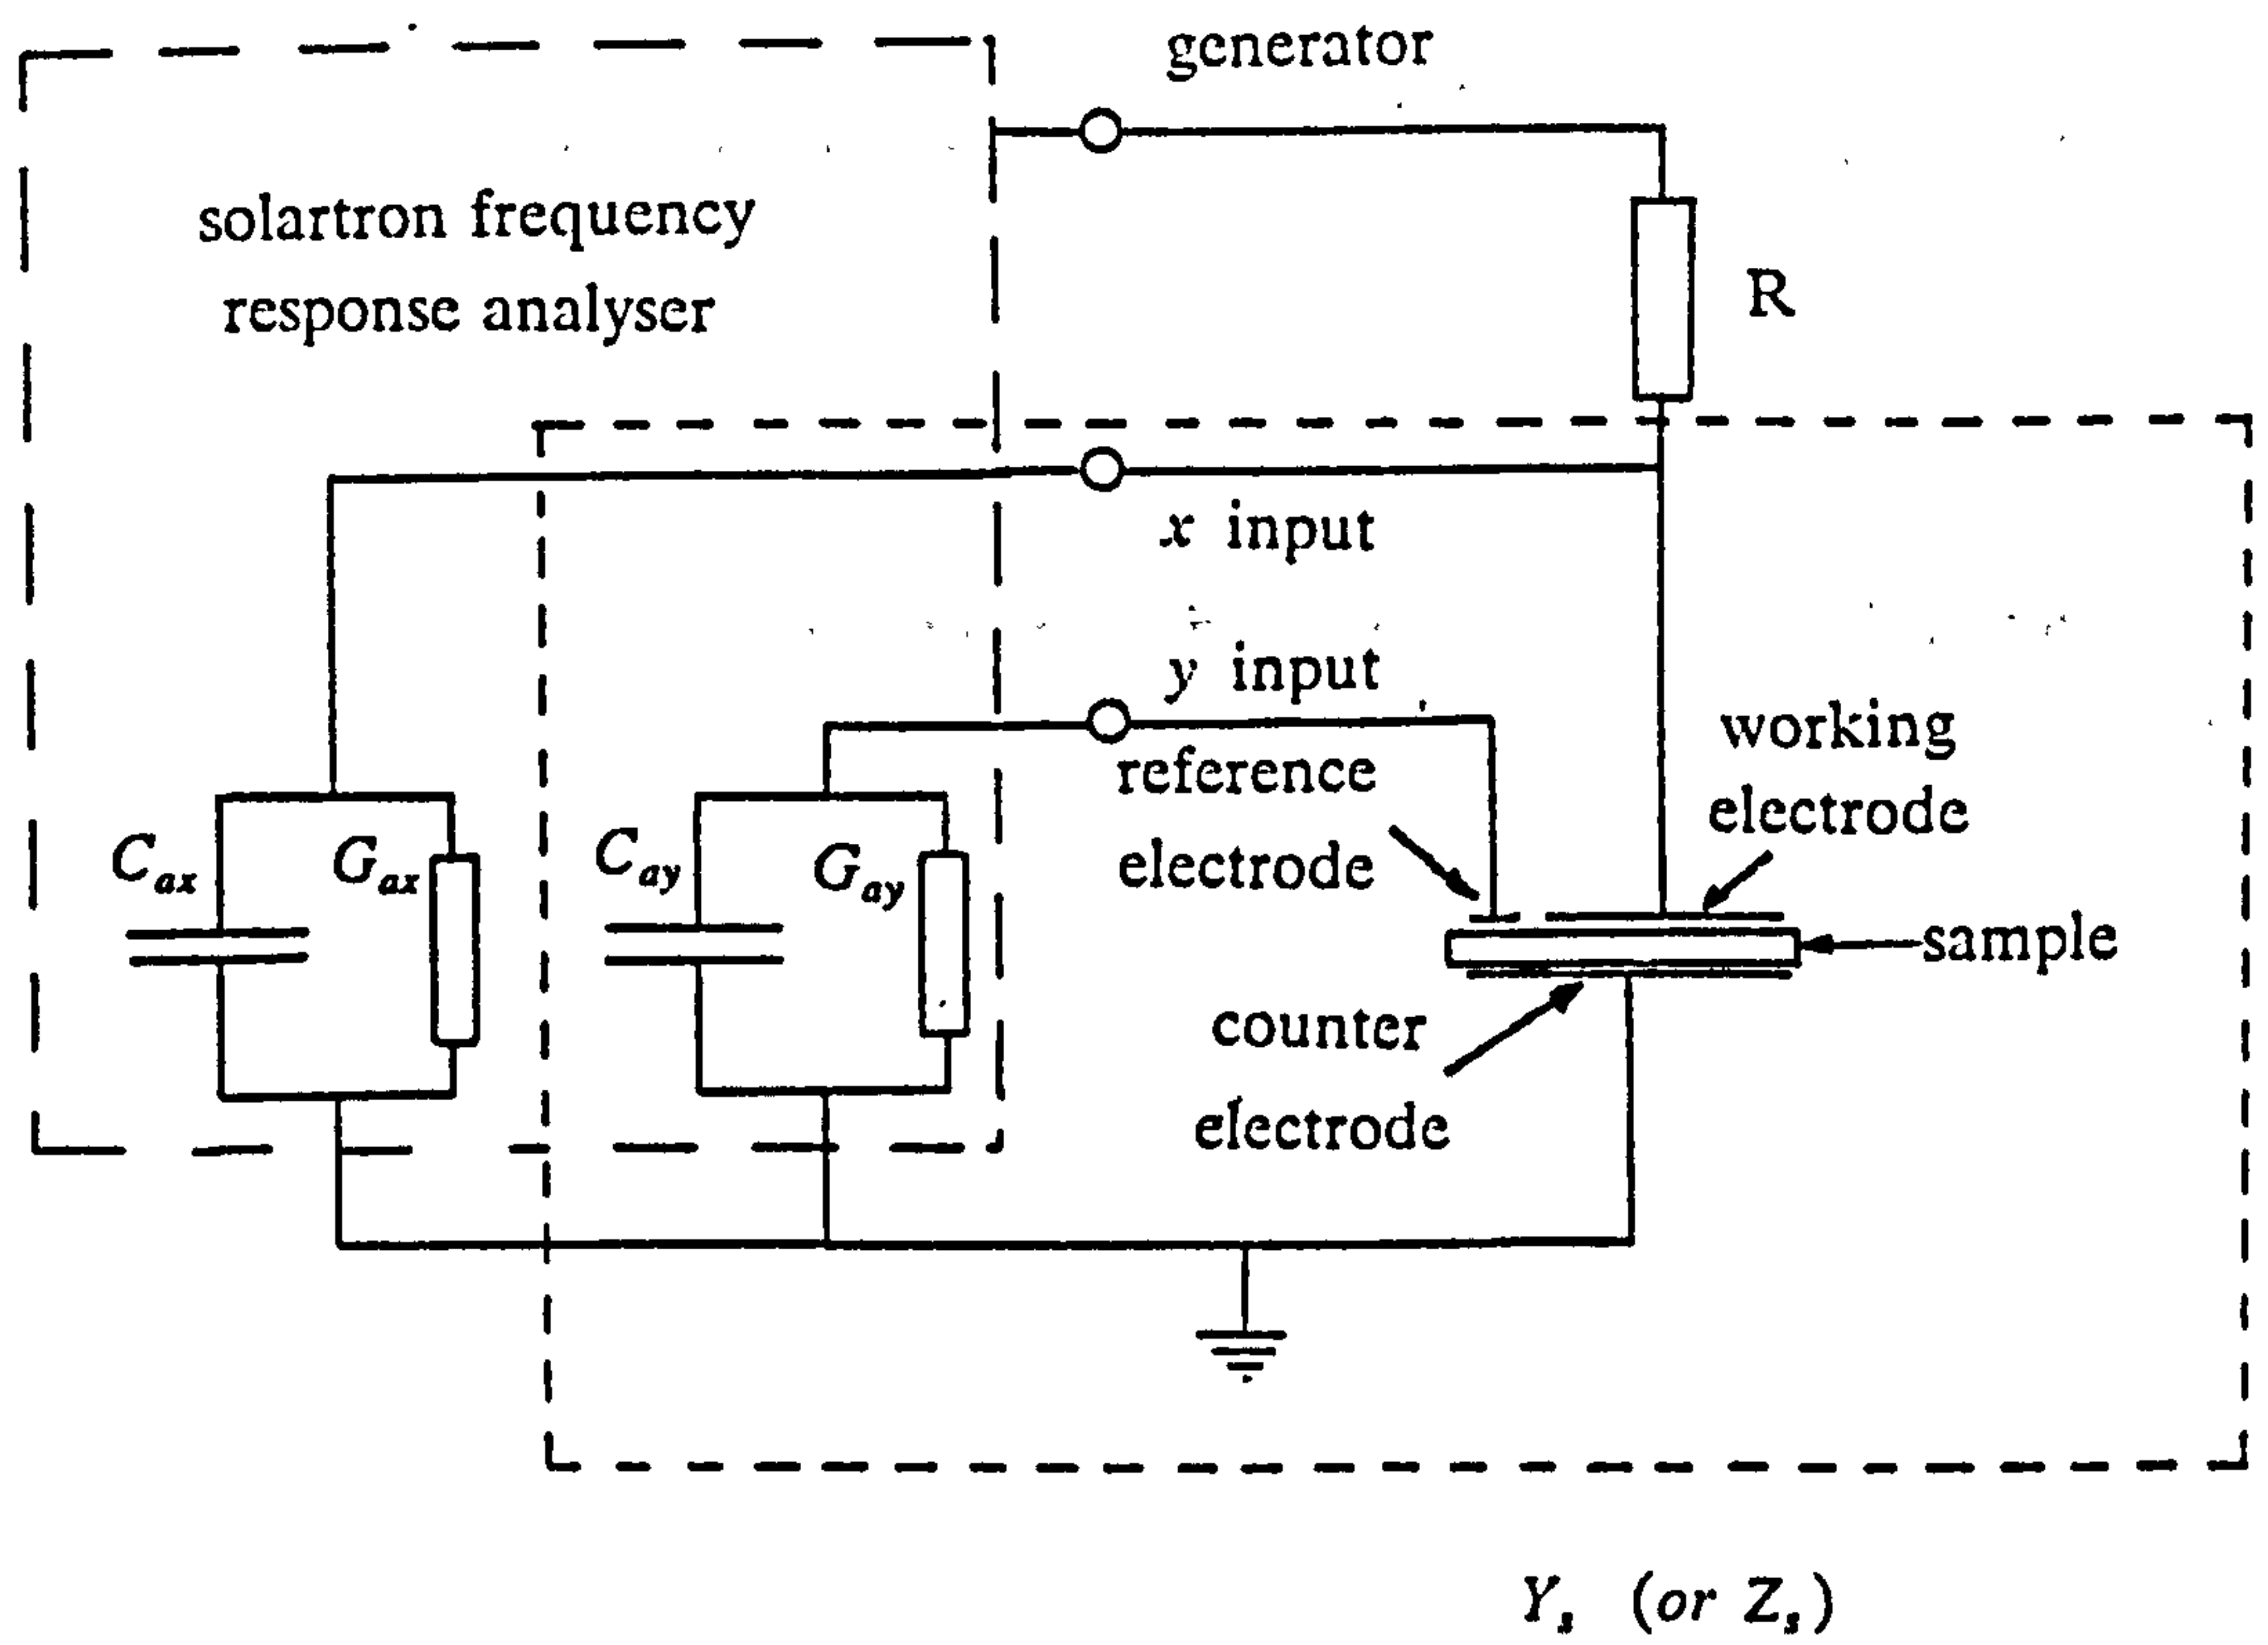 generator
solartron frequency
response analyser
R
x input
y input
reference
electrode
working
electrode
Cax
Gax
Cay
Gay
sample
counter
electrode
Ys (or Zs)